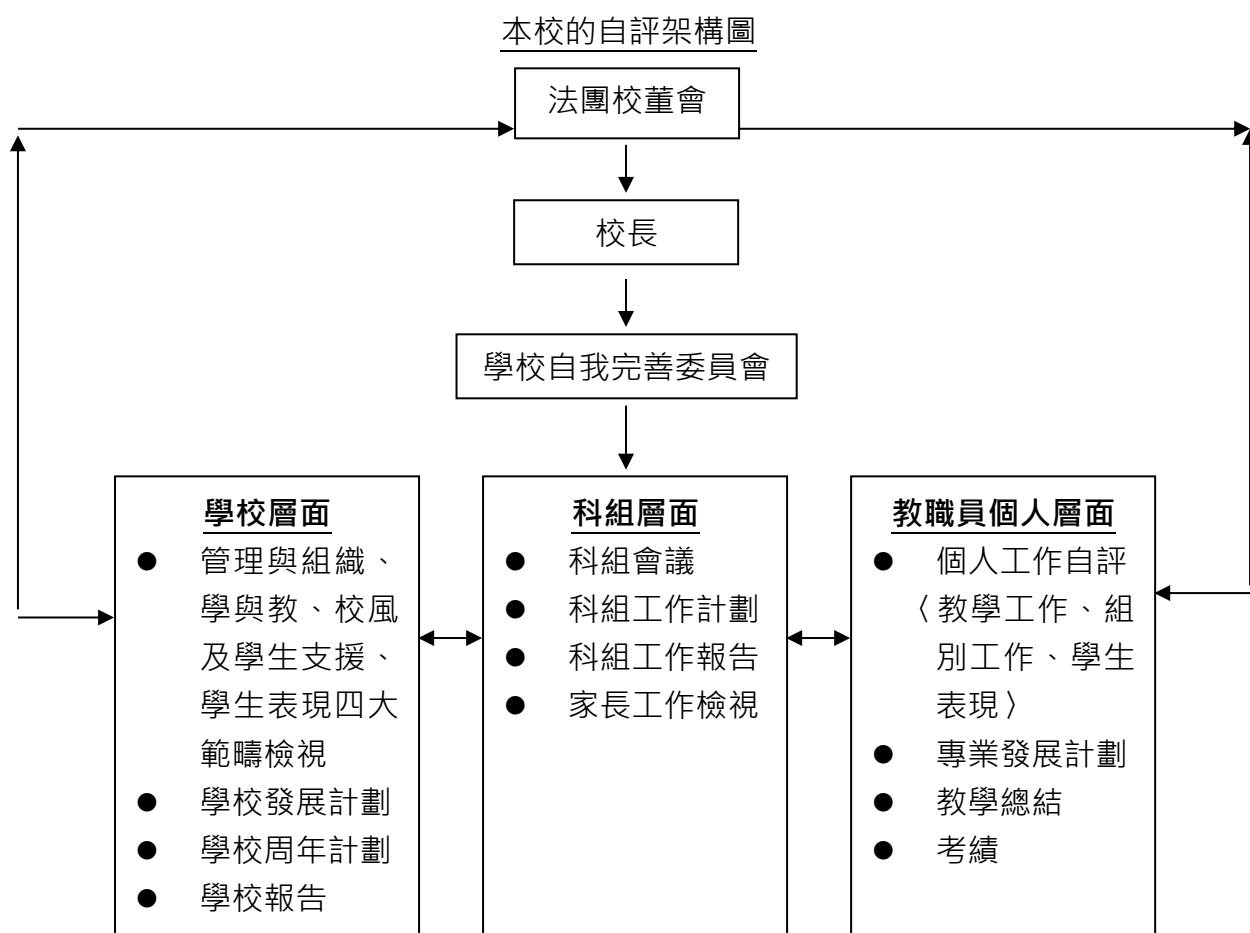 本校的自評架構圖
法團校董會
校長
學校自我完善委員會
學校層面
● 管理與組織、
學與教、校風
及學生支援、
學生表現四大
範疇檢視
● 學校發展計劃
● 學校周年計劃
● 學校報告
科組層面
● 科組會議
● 科組工作計劃
● 科組工作報告
● 家長工作檢視
教職員個人層面
● 個人工作自評
〈教學工作、組
別工作、學生
表現〉
● 專業發展計劃
● 教學總結
● 考績